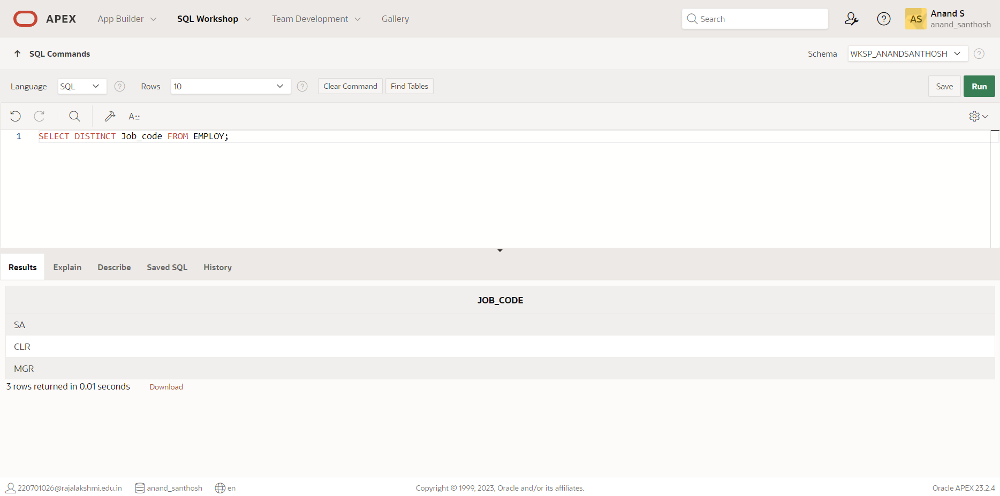 APEX App Builder SQL Workshop Team Development Gallery Search AS Anand S
anand_santhosh
SQL Commands Schema WKSP_ANANDSANTHOSH ?
Language SQL ? Rows 10 ? Clear Command Find Tables Save Run
A::
1 SELECT DISTINCT Job_code FROM EMPLOY;
Results Explain Describe Saved SQL History
JOB_CODE
SA
CLR
MGR
3 rows returned in 0.01 seconds Download
220701026@rajalakshmi.edu.in anand_santhosh en Copyright © 1999, 2023, Oracle and/or its affiliates. Oracle APEX 23.2.4